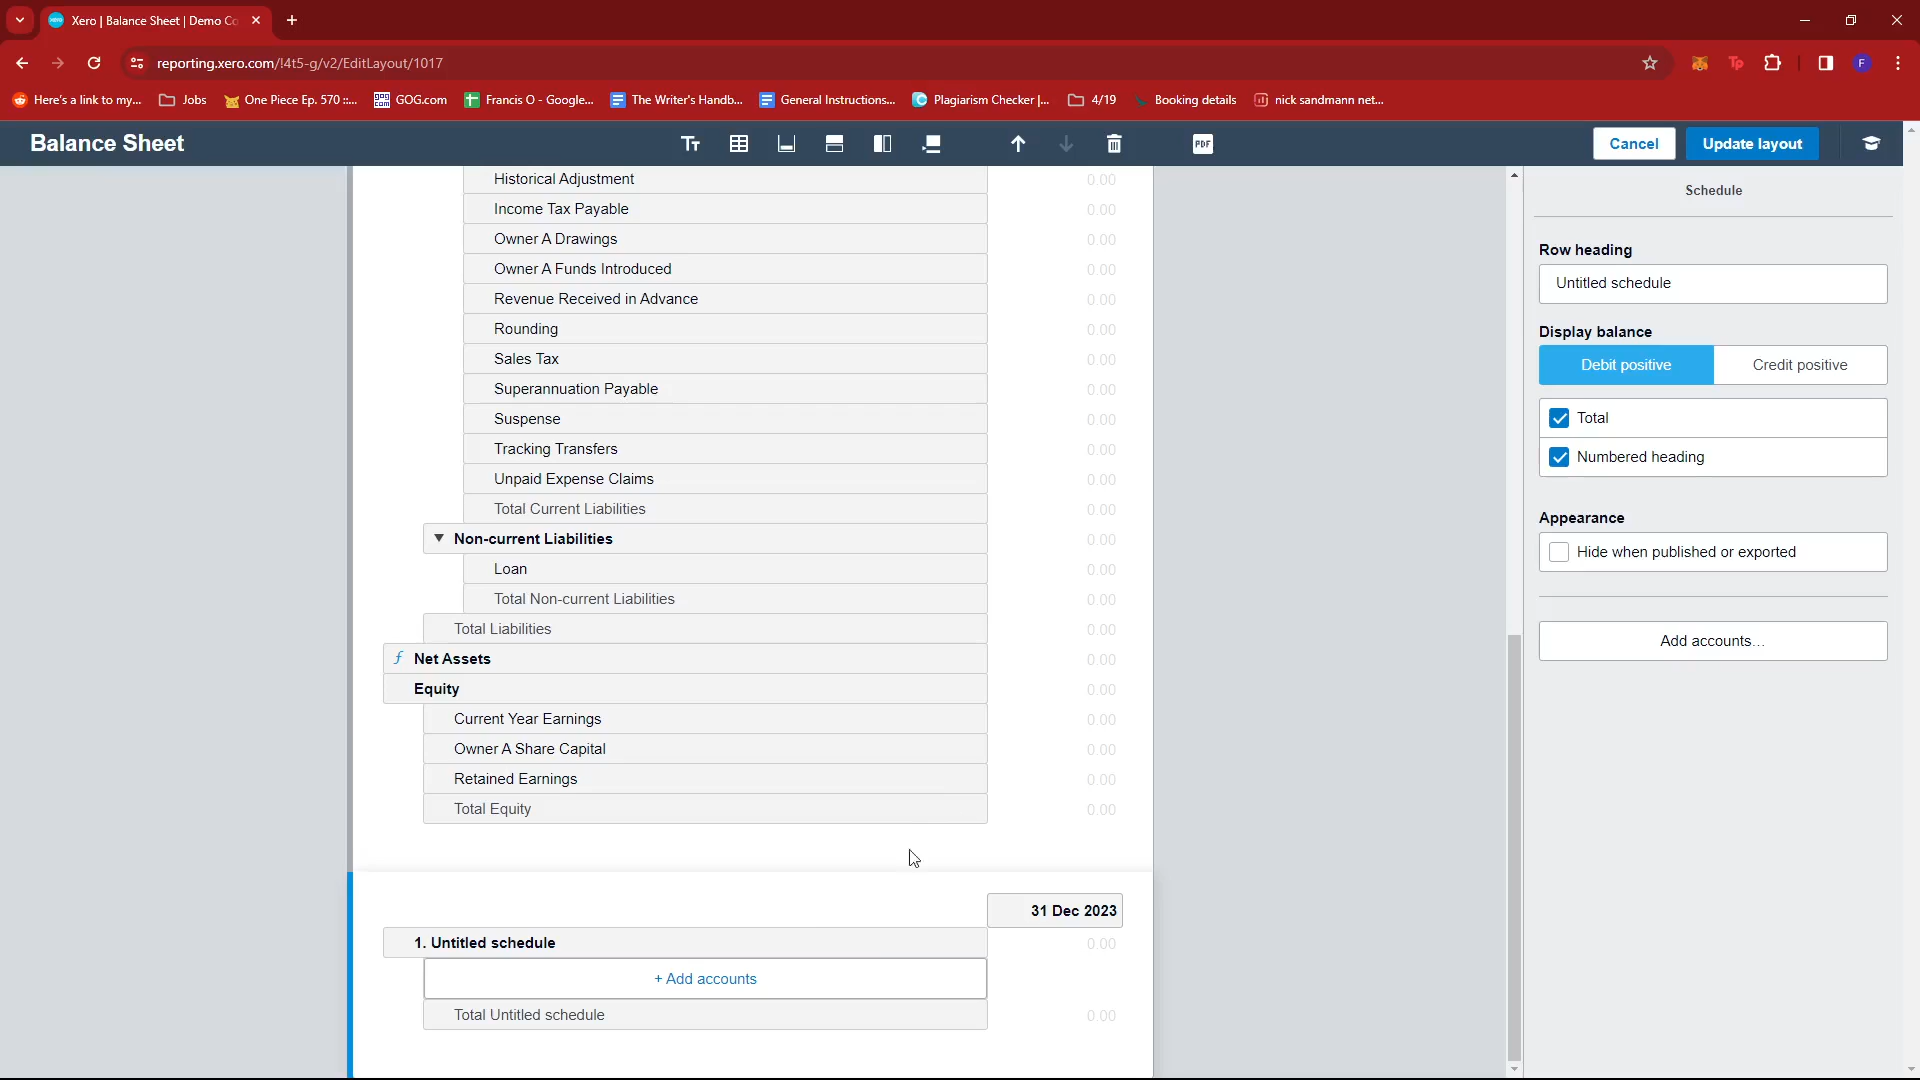 Xero | Balance Sheet | Demo Co
reporting.xero.com/!4t5-g/v2/EditLayout/1017
Here's a link to my... Jobs One Piece Ep. 570 ::... GOG.com Francis O - Google... The Writer's Handb... General Instructions... Plagiarism Checker |... 4/19 Booking details nick sandmann net...
Balance Sheet
PDF
Cancel
Update layout
Schedule
Historical Adjustment 0.00
Income Tax Payable 0.00
Owner A Drawings 0.00
Owner A Funds Introduced 0.00
Revenue Received in Advance 0.00
Rounding 0.00
Sales Tax 0.00
Superannuation Payable 0.00
Suspense 0.00
Tracking Transfers 0.00
Unpaid Expense Claims 0.00
Total Current Liabilities 0.00
Non-current Liabilities 0.00
Loan 0.00
Total Non-current Liabilities 0.00
Total Liabilities 0.00
f Net Assets 0.00
Equity 0.00
Current Year Earnings 0.00
Owner A Share Capital 0.00
Retained Earnings 0.00
Total Equity 0.00
31 Dec 2023
1. Untitled schedule 0.00
+ Add accounts
Total Untitled schedule 0.00
Row heading
Untitled schedule
Display balance
Debit positive
Credit positive
Total
Numbered heading
Appearance
Hide when published or exported
Add accounts...